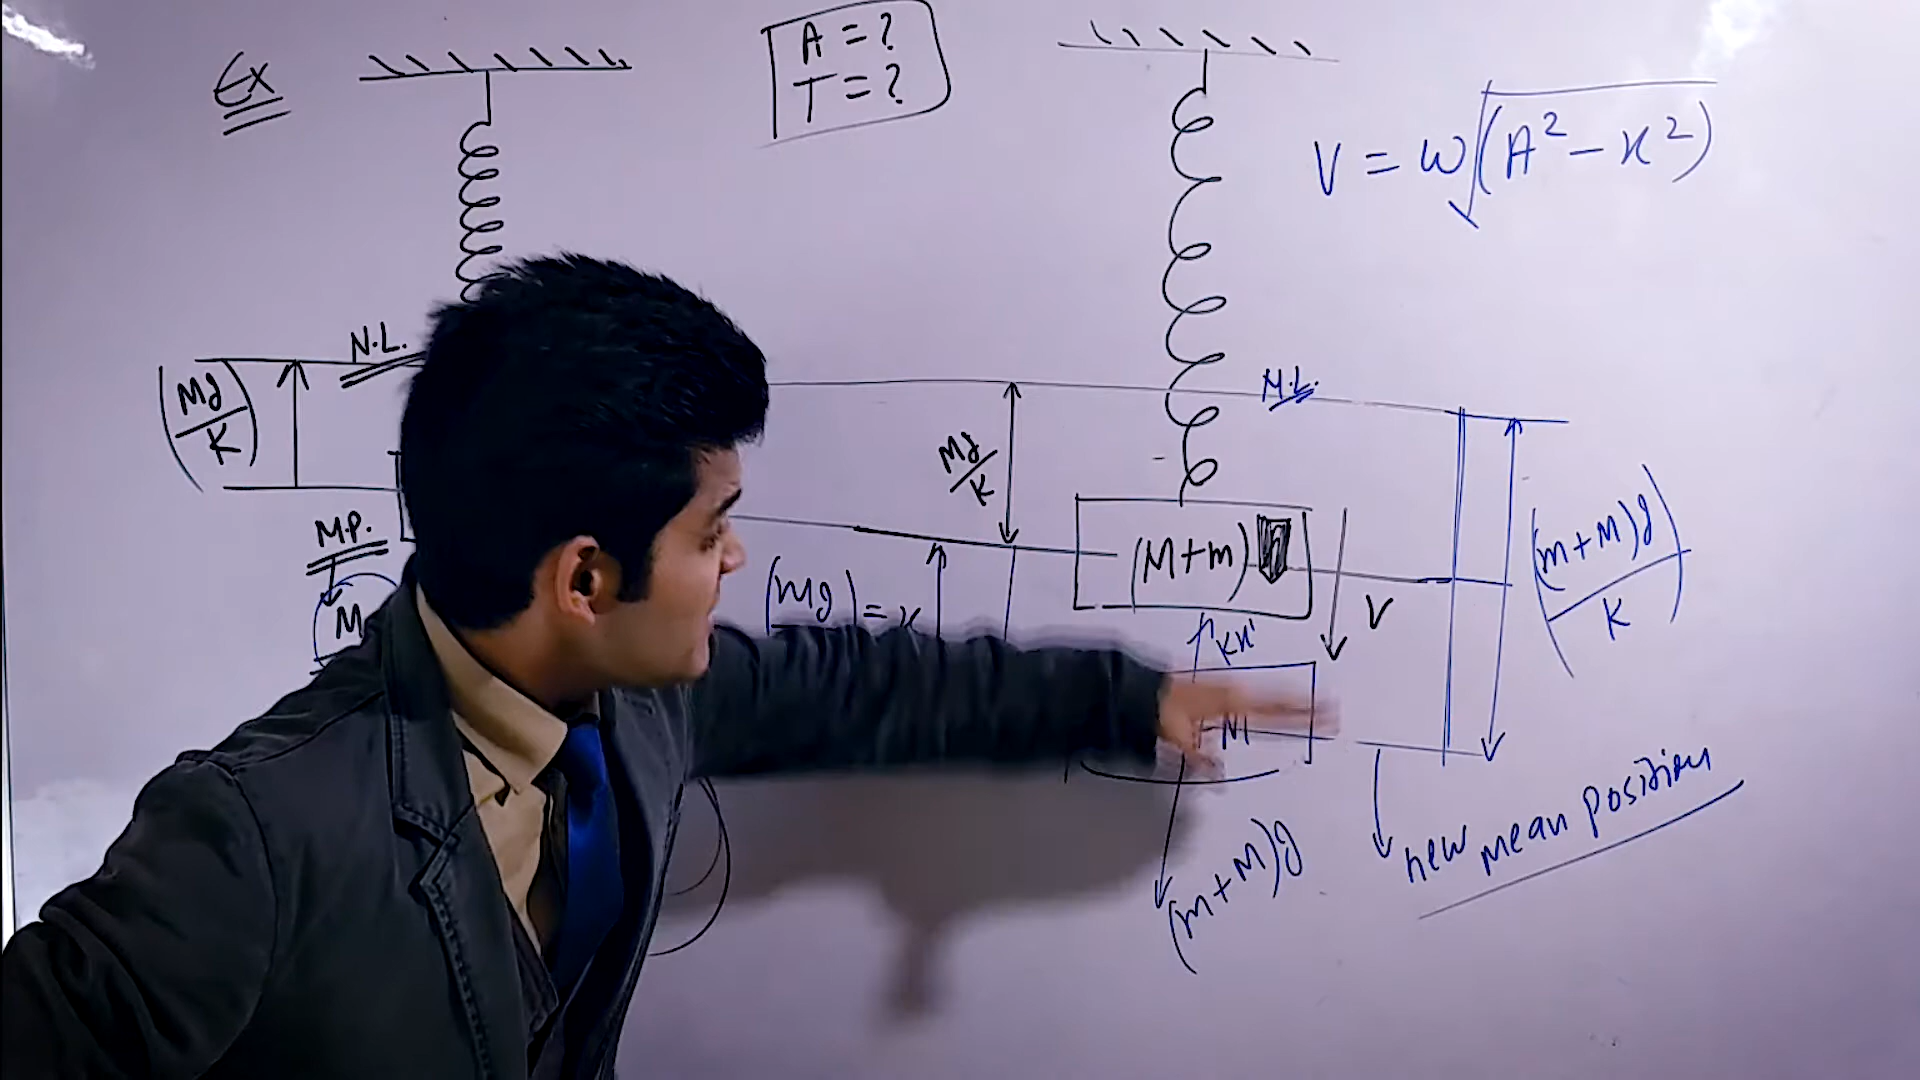 Ex
A = ?
T = ?
V = ω√(A² - x²)
N.L.
(Mg/K)
M.P.
M
Mg/K
(mg
) = x
N.L.
(M+m)
V
Kx'
M
(m+M)g
(m+M)g/K
new mean position